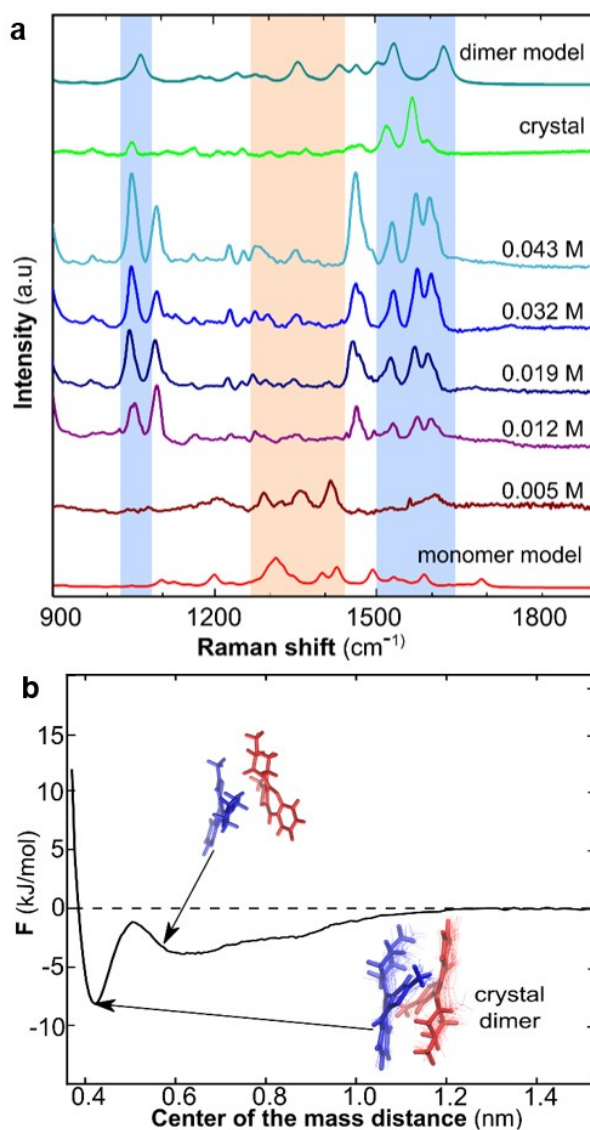 a
dimer model
crystal
0.043 M
0.032 M
0.019 M
0.012 M
0.005 M
monomer model
Intensity (a.u)
900 1200 1500 1800
Raman shift (cm⁻¹)
b
15
10
5
0
-5
-10
F (kJ/mol)
crystal
dimer
0.4 0.6 0.8 1.0 1.2 1.4
Center of the mass distance (nm)